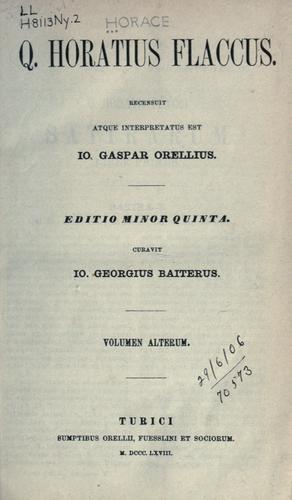 LL
H8113Ny.2
HORACE
Q. HORATIUS FLACCUS.
RECENSUIT
ATQUE INTERPRETATUS EST
IO. GASPAR ORELLIUS.
EDITIO MINOR QUINTA.
CURAVIT
IO. GEORGIUS BAITERUS.
VOLUMEN ALTERUM.
29/6/06
70573
TURICI
SUMPTIBUS ORELLII, FUESSLINI ET SOCIORUM.
M. DCCC. LXVIII.